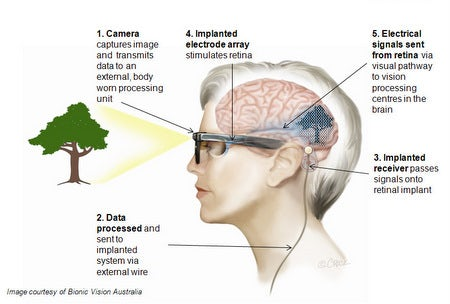 1. Camera
captures image
and transmits
data to an
external, body
worn processing
unit
4. Implanted
electrode array
stimulates retina
5. Electrical
signals sent
from retina via
visual pathway
to vision
processing
centres in the
brain
3. Implanted
receiver passes
signals onto
retinal implant
2. Data
processed and
sent to
implanted
system via
external wire
Image courtesy of Bionic Vision Australia